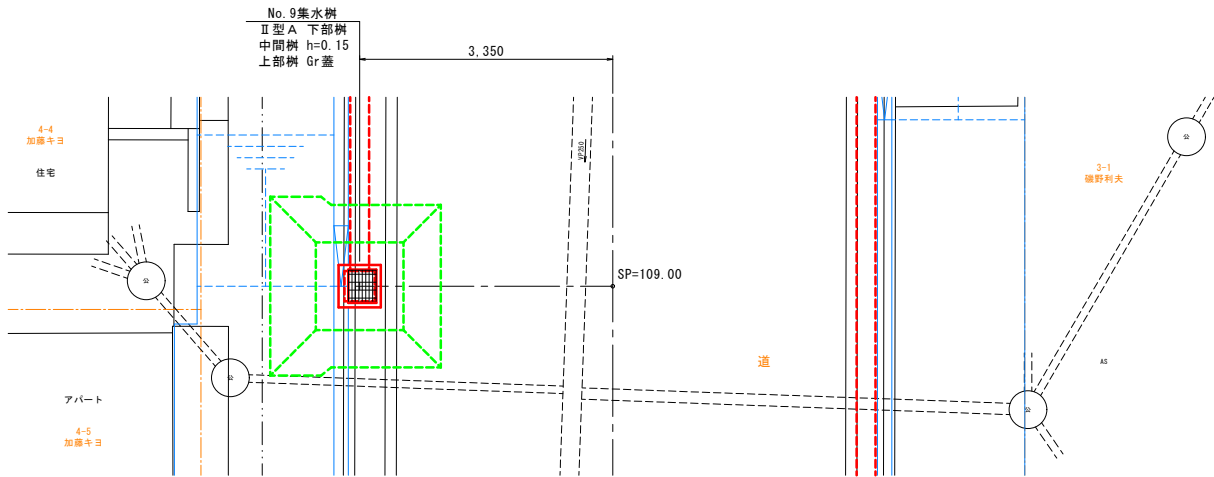 No.9集水桝
Ⅱ型A 下部桝
中間桝 h=0.15
上部桝 Gr蓋
3,350
4-4
加藤キヨ
住宅
VP250
公
3-1
磯野利夫
SP=109.00
公
道
AS
公
アパート
公
4-5
加藤キヨ